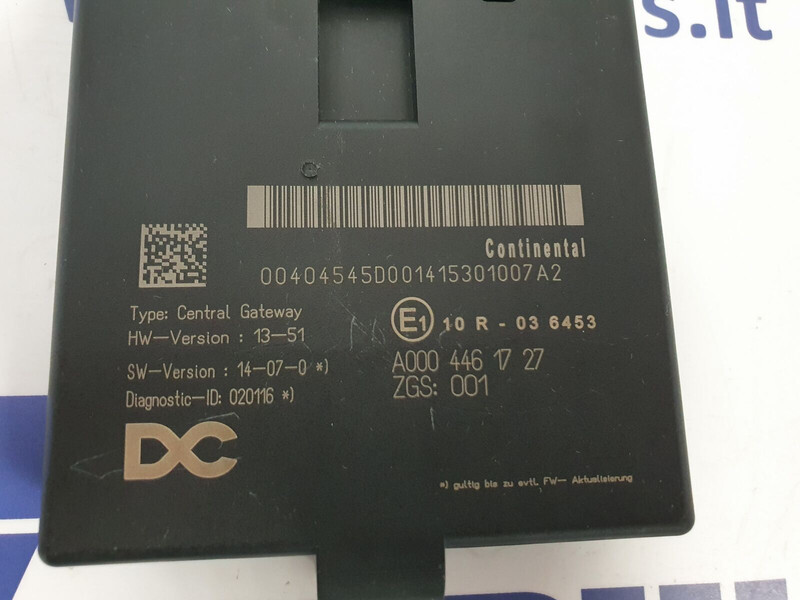 s.lt
Continental
00404545D001415301007A2
Type: Central Gateway
HW-Version : 13-51
SW-Version : 14-07-0 *)
Diagnostic-ID: 020116 *)
E1 10 R - 03 6453
A000 446 17 27
ZGS: 001
DC
*) gultig bis zu evtl. FW- Aktualisierung